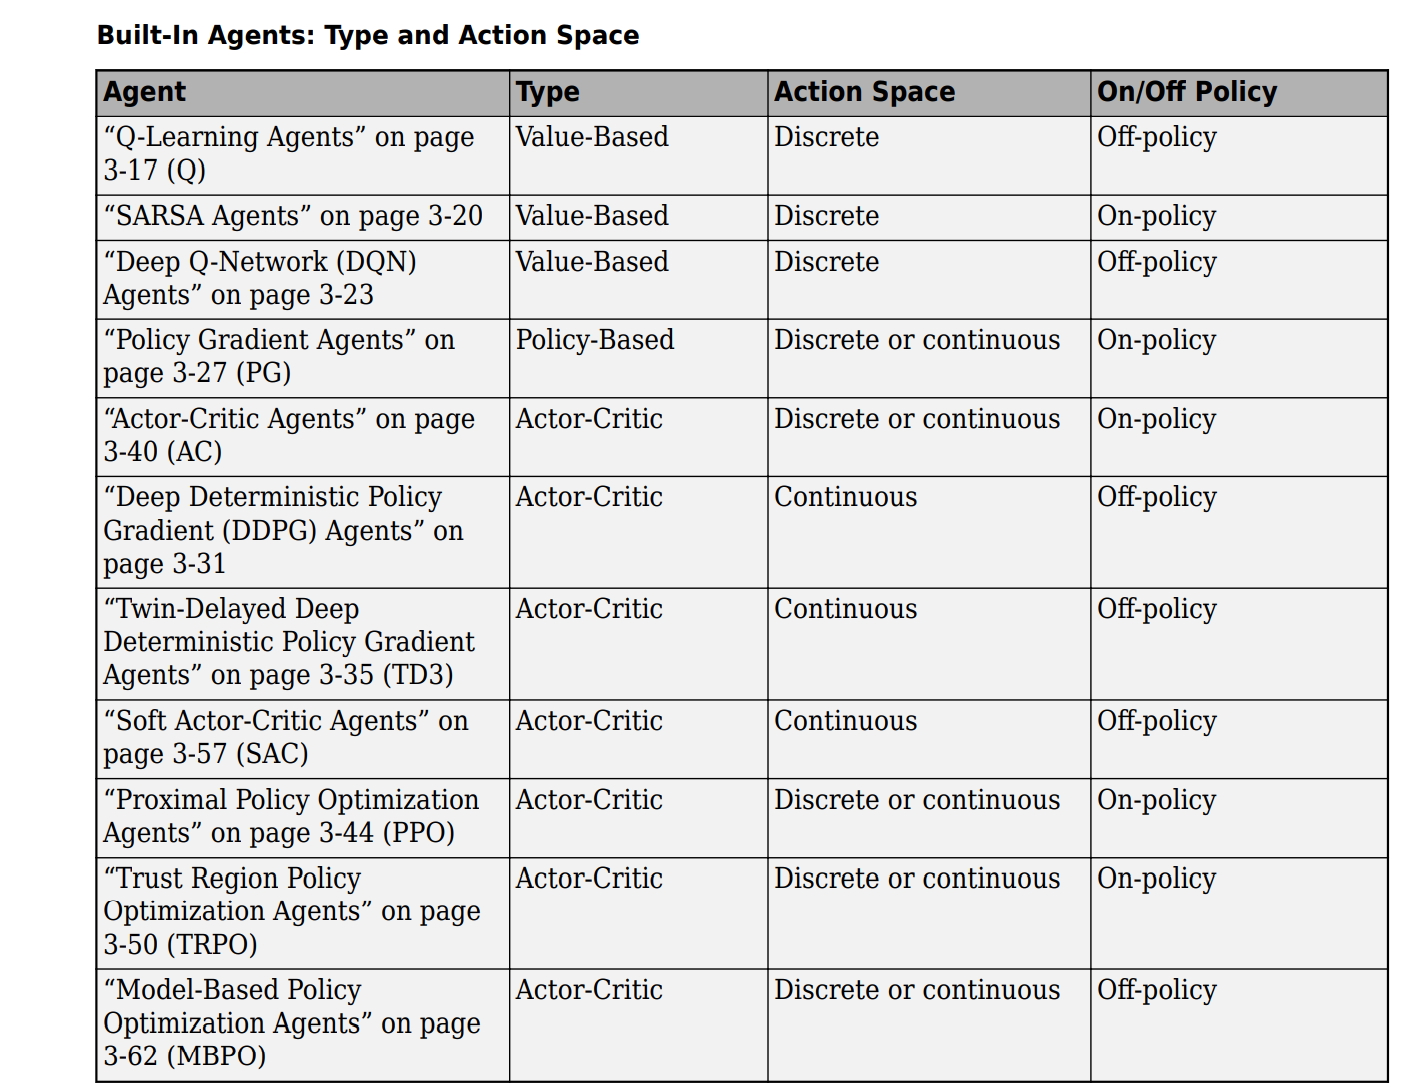 Built-In Agents: Type and Action Space
Agent Type Action Space On/Off Policy
“Q-Learning Agents” on page Value-Based Discrete Off-policy
3-17 (Q)
“SARSA Agents” on page 3-20 Value-Based Discrete On-policy
“Deep Q-Network (DQN) Value-Based Discrete Off-policy
Agents” on page 3-23
“Policy Gradient Agents” on Policy-Based Discrete or continuous On-policy
page 3-27 (PG)
“Actor-Critic Agents” on page Actor-Critic Discrete or continuous On-policy
3-40 (AC)
“Deep Deterministic Policy Actor-Critic Continuous Off-policy
Gradient (DDPG) Agents” on
page 3-31
“Twin-Delayed Deep Actor-Critic Continuous Off-policy
Deterministic Policy Gradient
Agents” on page 3-35 (TD3)
“Soft Actor-Critic Agents” on Actor-Critic Continuous Off-policy
page 3-57 (SAC)
“Proximal Policy Optimization Actor-Critic Discrete or continuous On-policy
Agents” on page 3-44 (PPO)
“Trust Region Policy Actor-Critic Discrete or continuous On-policy
Optimization Agents” on page
3-50 (TRPO)
“Model-Based Policy Actor-Critic Discrete or continuous Off-policy
Optimization Agents” on page
3-62 (MBPO)